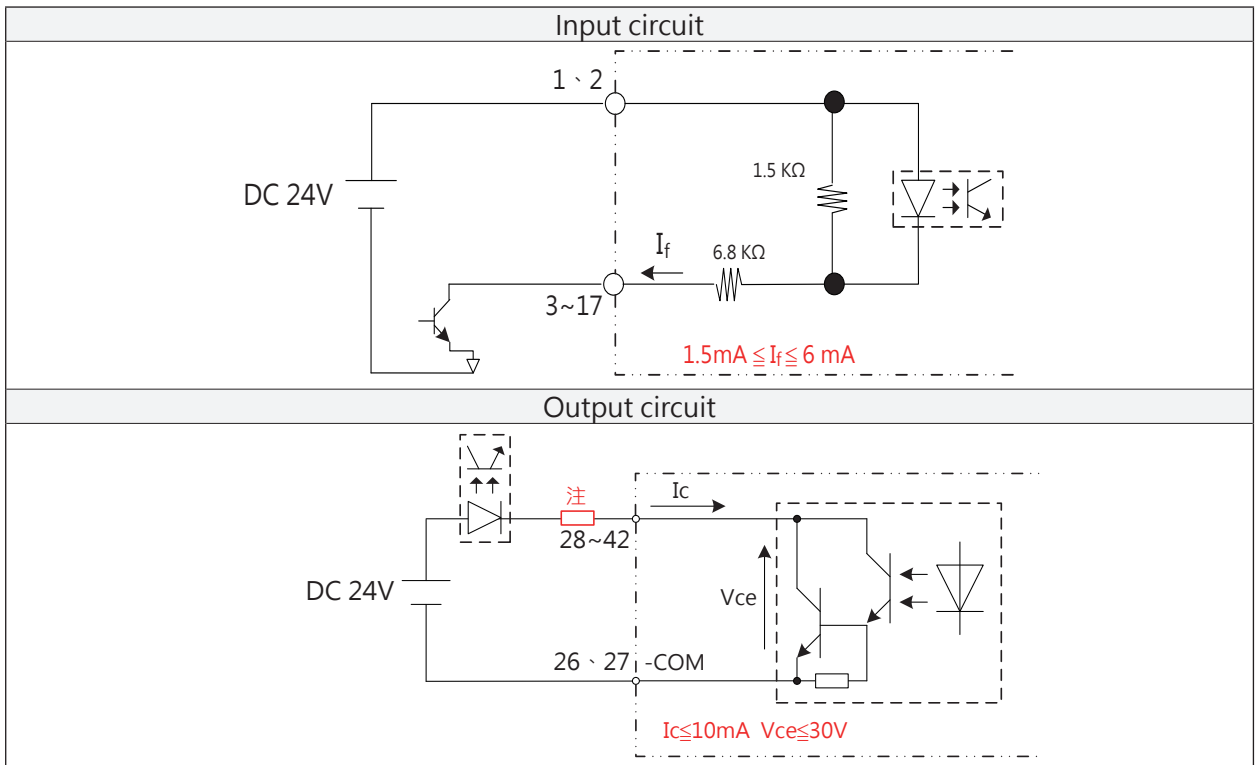 Input circuit
1、2
DC 24V
1.5 KΩ
If
6.8 KΩ
3~17
1.5mA ≦ If ≦ 6 mA
Output circuit
注
Ic
28~42
DC 24V
Vce
26、27 -COM
Ic≦10mA Vce≦30V